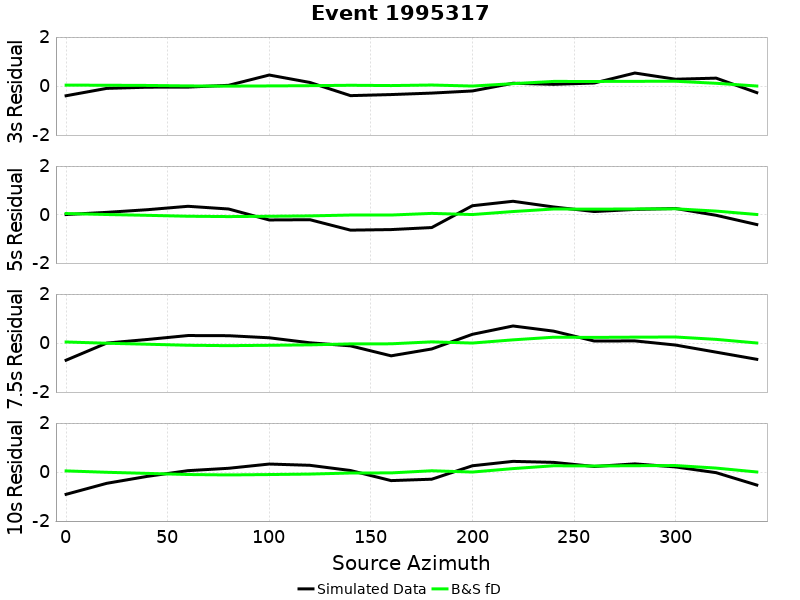 Event 1995317
3s Residual
2
0
-2
5s Residual
2
0
-2
7.5s Residual
2
0
-2
10s Residual
2
0
-2
0 50 100 150 200 250 300
Source Azimuth
Simulated Data B&S fD